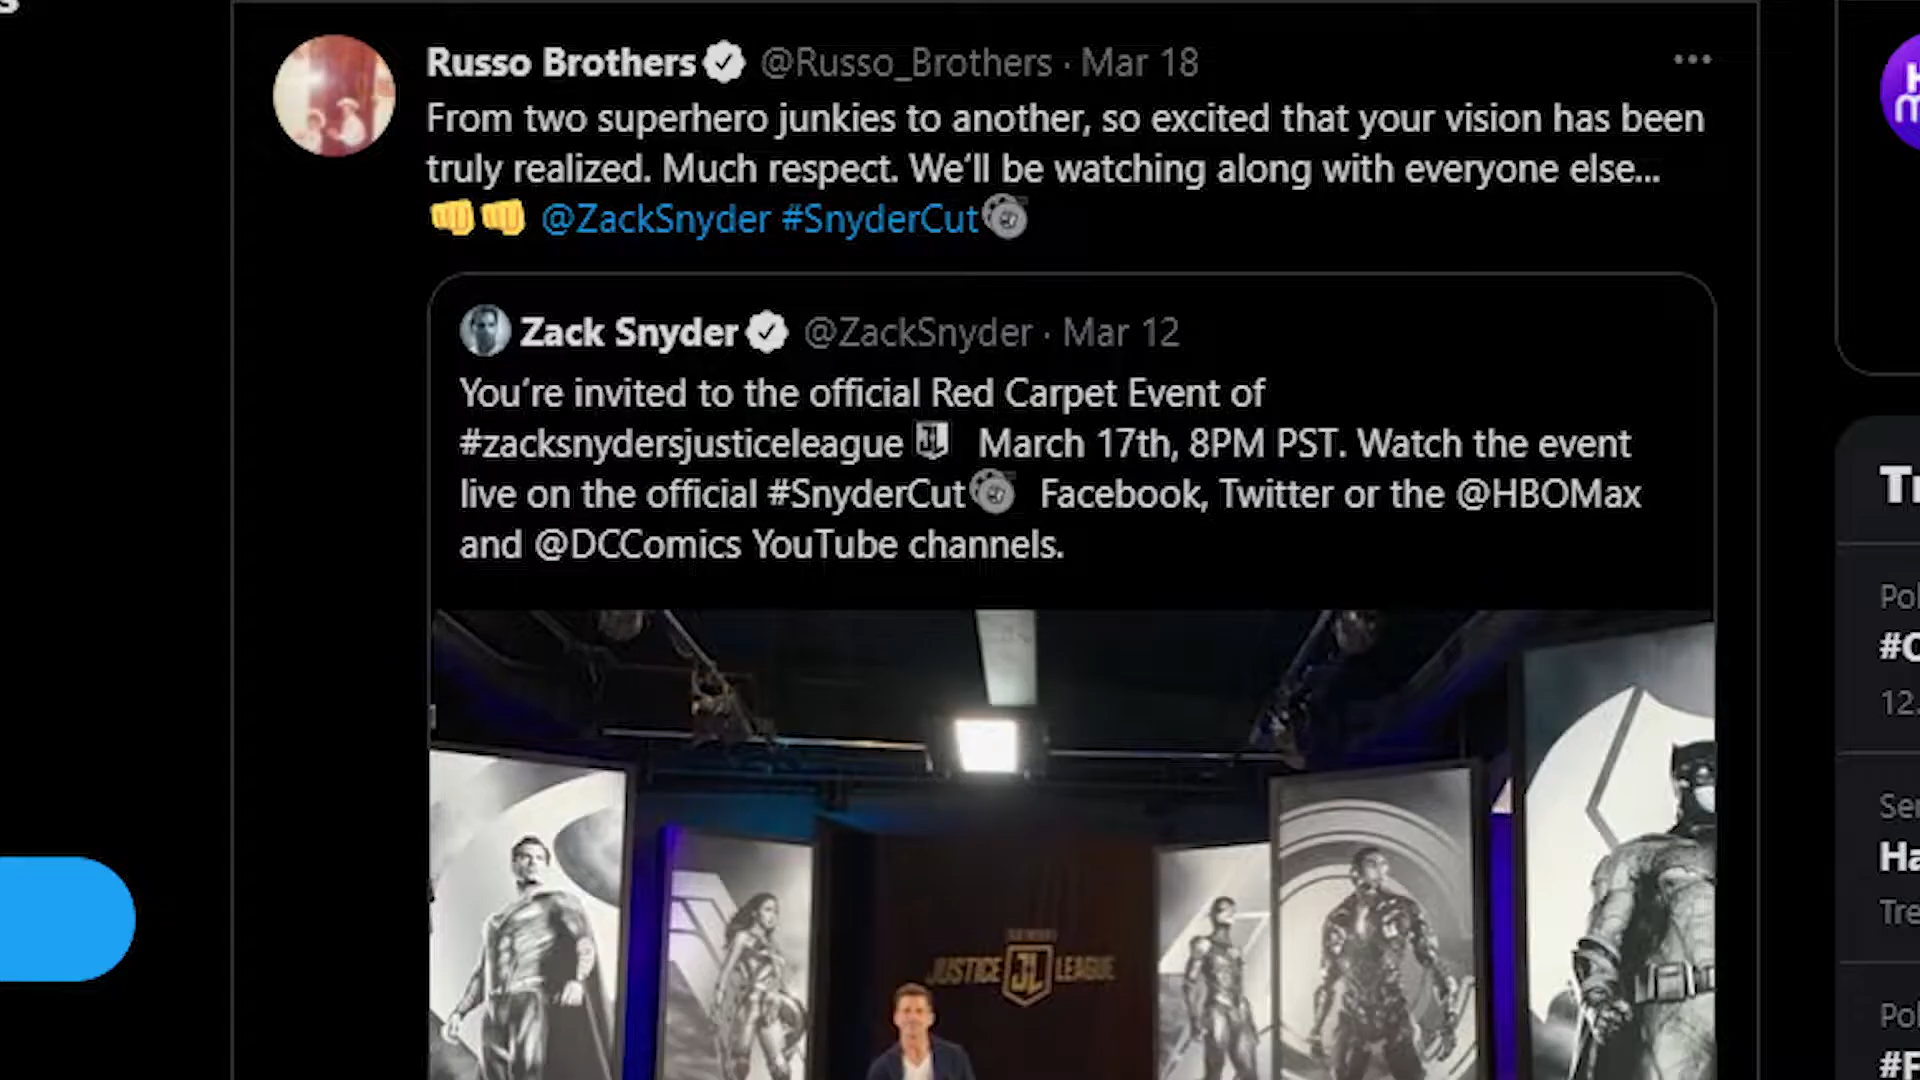 Russo Brothers @Russo_Brothers · Mar 18
From two superhero junkies to another, so excited that your vision has been
truly realized. Much respect. We'll be watching along with everyone else...
👊👊 @ZackSnyder #SnyderCut
Zack Snyder @ZackSnyder · Mar 12
You're invited to the official Red Carpet Event of
#zacksnydersjusticeleague March 17th, 8PM PST. Watch the event
live on the official #SnyderCut Facebook, Twitter or the @HBOMax
and @DCComics YouTube channels.
JUSTICE JL LEAGUE